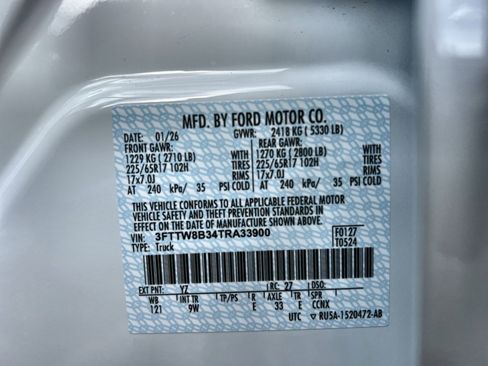 MFD. BY FORD MOTOR CO.
DATE: 01/26 GVWR: 2418 KG ( 5330 LB)
FRONT GAWR: REAR GAWR:
1229 KG ( 2710 LB) WITH 1270 KG ( 2800 LB) WITH
225/65R17 102H TIRES 225/65R17 102H TIRES
17x7.0J RIMS 17x7.0J RIMS
AT 240 kPa/ 35 PSI COLD AT 240 kPa/ 35 PSI COLD
THIS VEHICLE CONFORMS TO ALL APPLICABLE FEDERAL MOTOR
VEHICLE SAFETY AND THEFT PREVENTION STANDARDS IN
EFFECT ON THE DATE OF MANUFACTURE SHOWN ABOVE.
VIN: 3FTTW8B34TRA33900 F0127
TYPE: Truck T0524
EXT PNT: YZ RC: 27 DSO:
WB TP/PS R AXLE TR SPR
121 9W E 33 E CCNX
UTC ▽ RU5A-1520472-AB